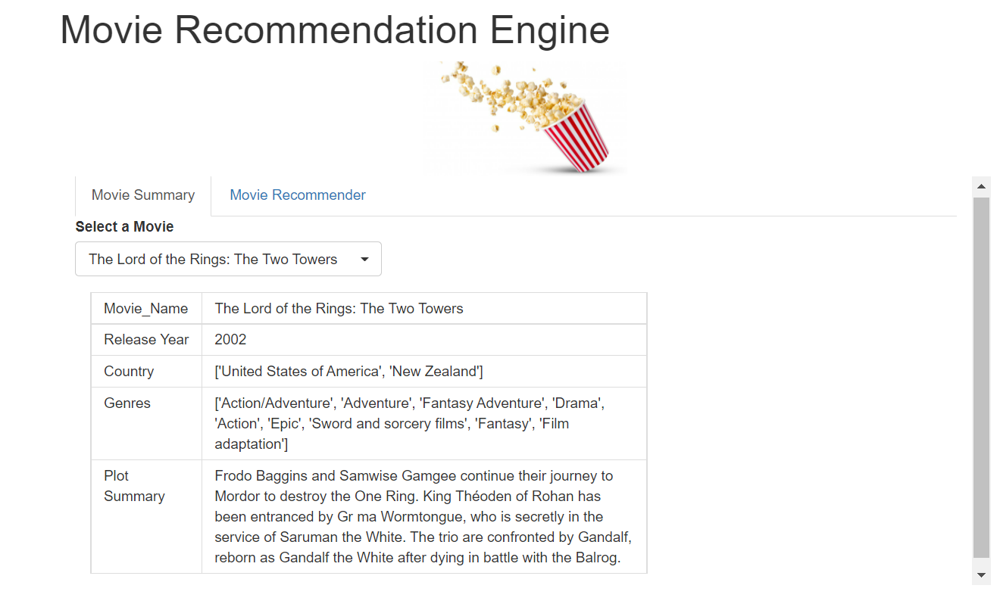 Movie Recommendation Engine
Movie Summary
Movie Recommender
Select a Movie
The Lord of the Rings: The Two Towers
Movie_Name
The Lord of the Rings: The Two Towers
Release Year
2002
Country
['United States of America', 'New Zealand']
Genres
['Action/Adventure', 'Adventure', 'Fantasy Adventure', 'Drama',
'Action', 'Epic', 'Sword and sorcery films', 'Fantasy', 'Film
adaptation']
Plot
Summary
Frodo Baggins and Samwise Gamgee continue their journey to
Mordor to destroy the One Ring. King Théoden of Rohan has
been entranced by Gr ma Wormtongue, who is secretly in the
service of Saruman the White. The trio are confronted by Gandalf,
reborn as Gandalf the White after dying in battle with the Balrog.